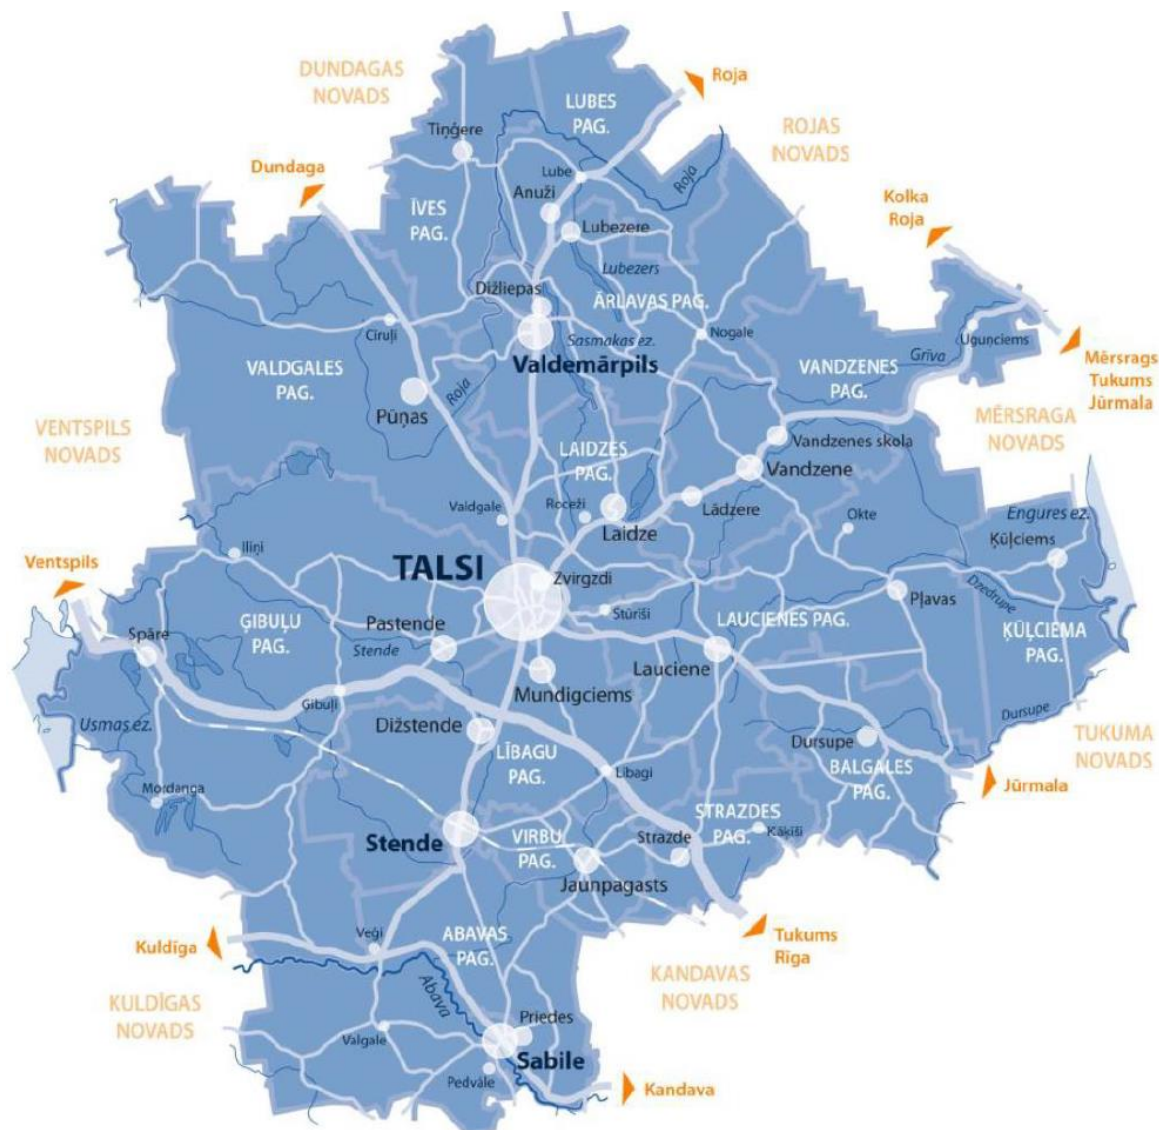 DUNDAGAS
NOVADS
Roja
LUBES
PAG.
ROJAS
NOVADS
Tiņģere
Dundaga
Lube
Roja
Anuži
Kolka
Roja
ĪVES
PAG.
Lubezere
Lubezers
Dižliepas
ĀRLAVAS PAG.
Cīruļi
Sasmakas ez.
Nogale
Uguņciems
Grīva
Valdemārpils
VALDGALES
PAG.
VANDZENES
PAG.
Mērsrags
Tukums
Jūrmala
Roja
Pūņas
MĒRSRAGA
NOVADS
VENTSPILS
NOVADS
LAIDZES
PAG.
Vandzenes skola
Vandzene
Valdgale
Roceži
Lādzere
Laidze
Okte
Engures ez.
Ķūļciems
Iliņi
Ventspils
TALSI
Zvirgzdi
Dzedrupe
Pļavas
Stūrīši
Pastende
ĢIBUĻU
PAG.
LAUCIENES PAG.
ĶŪĻCIEMA
PAG.
Spāre
Stende
Lauciene
Mundigciems
Ģibuļi
Usmas ez.
Dižstende
Dursupe
Dursupe
TUKUMA
NOVADS
LĪBAGU
PAG.
Lībagi
BALGALES
PAG.
Jūrmala
Mordanga
STRAZDES
PAG.
Stende
VIRBU
PAG.
Strazde
Kāķīši
Jaunpagasts
Kuldīga
Veģi
ABAVAS
PAG.
Tukums
Rīga
KANDAVAS
NOVADS
KULDĪGAS
NOVADS
Abava
Priedes
Valgale
Sabile
Pedvāle
Kandava